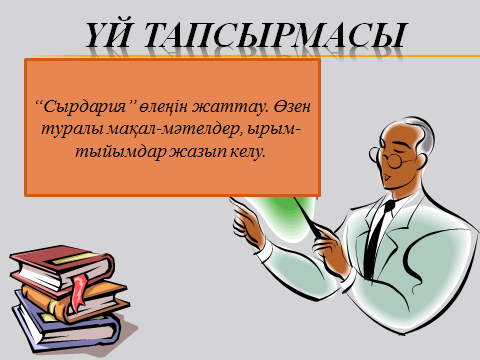 ҮЙ ТАПСЫРМАСЫ
“Сырдария” өлеңін жаттау. Өзен
туралы мақал-мәтелдер, ырым-
тыйымдар жазып келу.